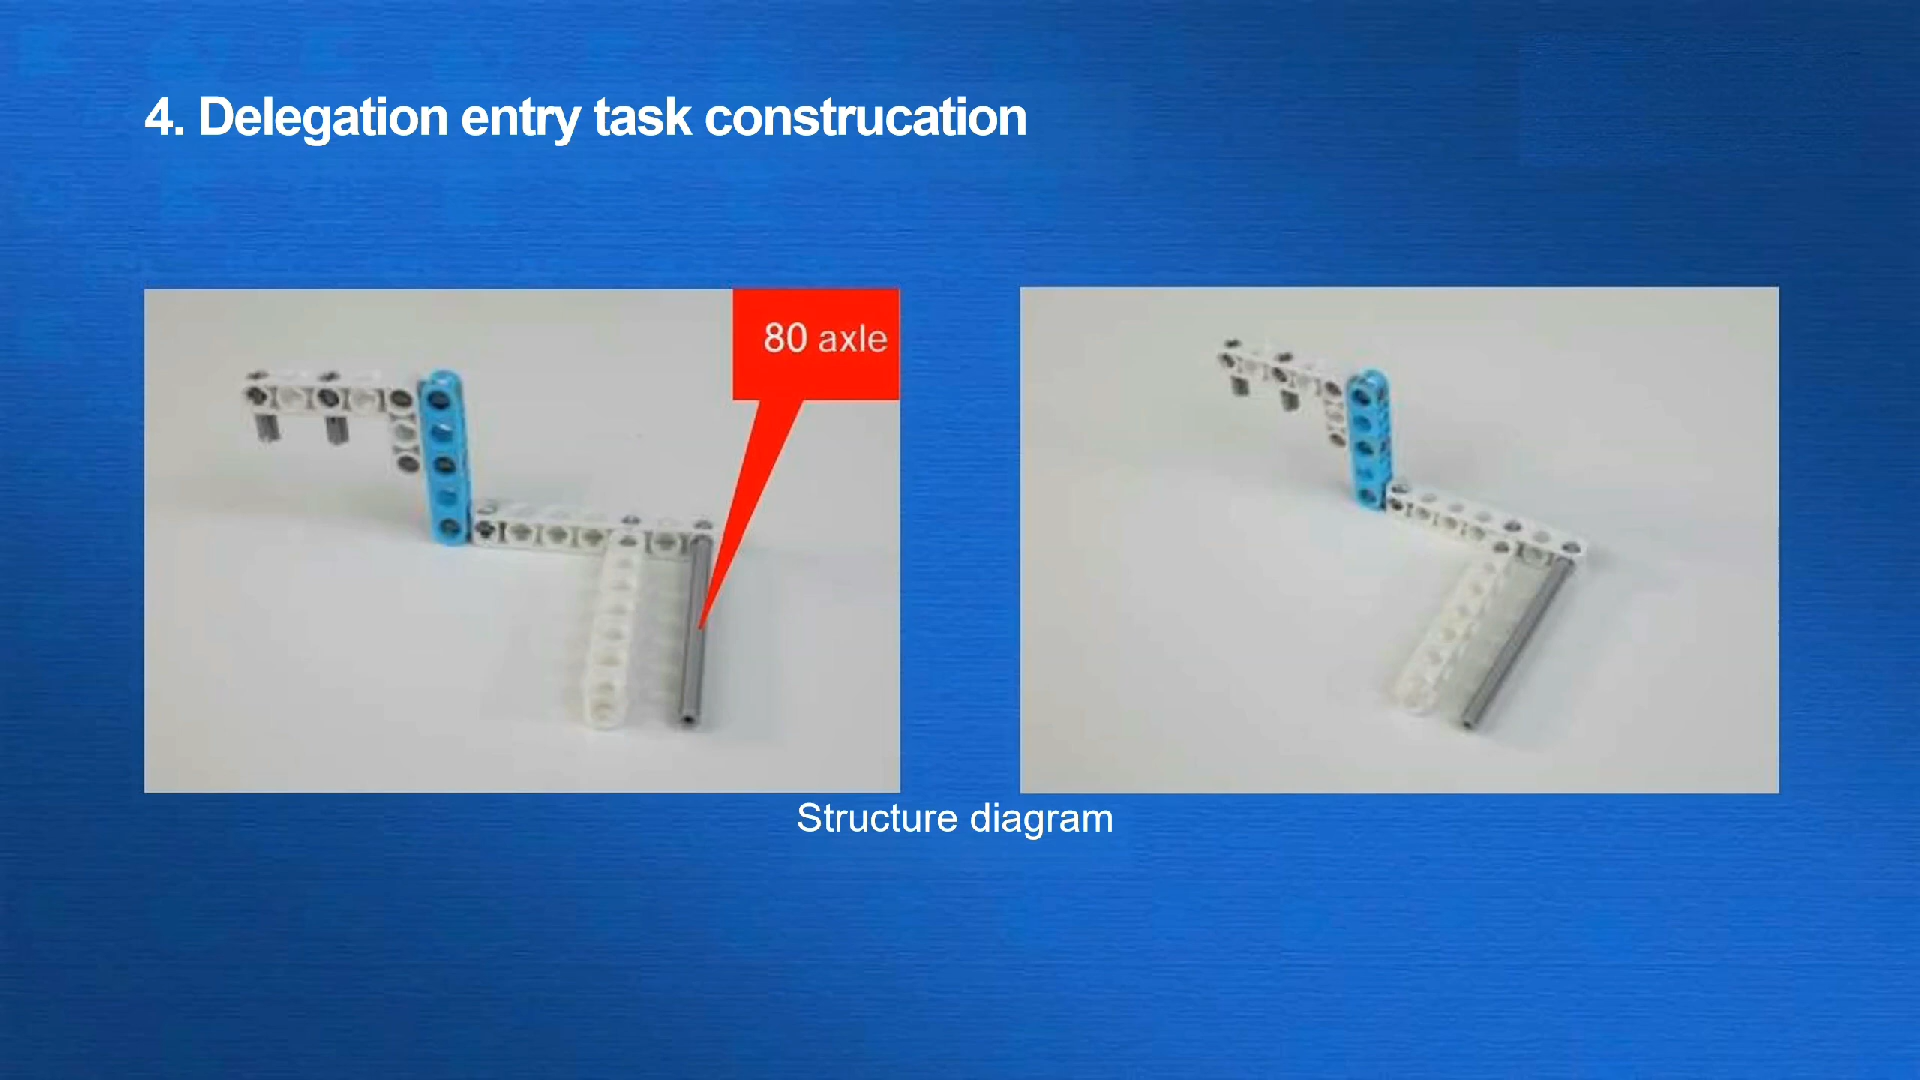 4. Delegation entry task construcation
80 axle
Structure diagram